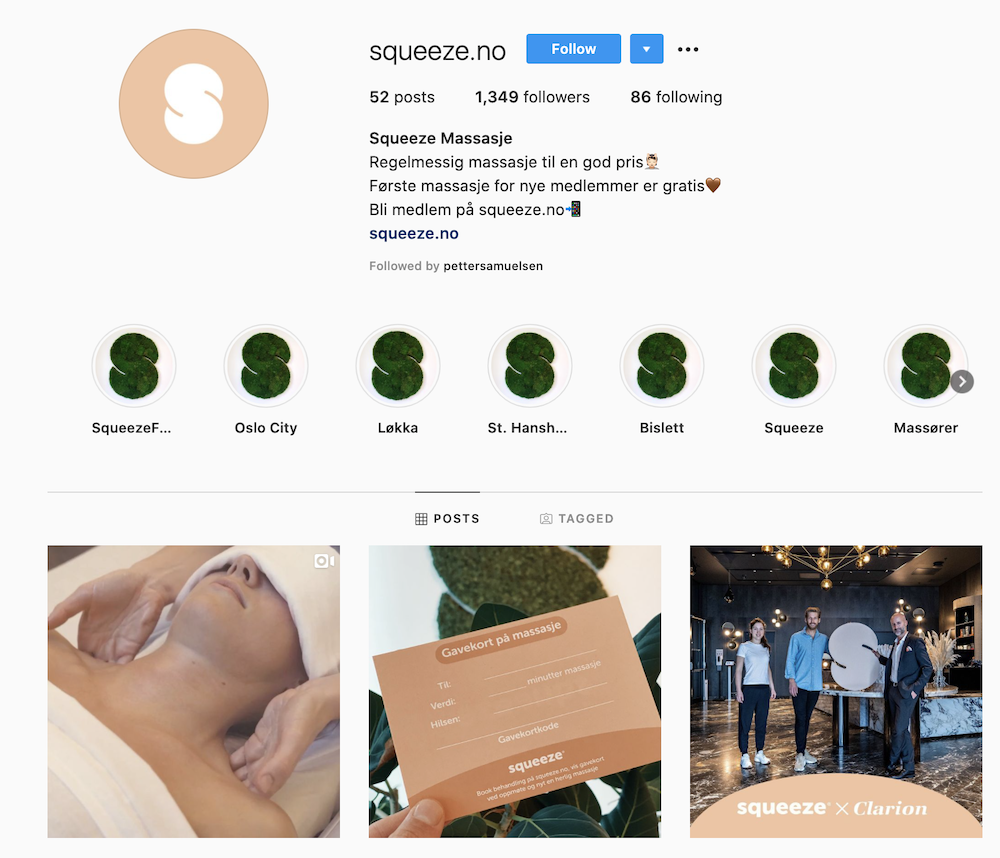 squeeze.no
Follow
52 posts
1,349 followers
86 following
Squeeze Massasje
Regelmessig massasje til en god pris💆🏻
Første massasje for nye medlemmer er gratis🤎
Bli medlem på squeeze.no📲
squeeze.no
Followed by pettersamuelsen
SqueezeF...
Oslo City
Løkka
St. Hansh...
Bislett
Squeeze
Massører
POSTS
TAGGED
Gavekort på massasje
Til:
minutter massasje
Verdi:
Hilsen:
Gavekortkode
squeeze®
Book behandling på squeeze.no, vis gavekort
ved oppmøte og nyt en herlig massasje
squeeze® × Clarion